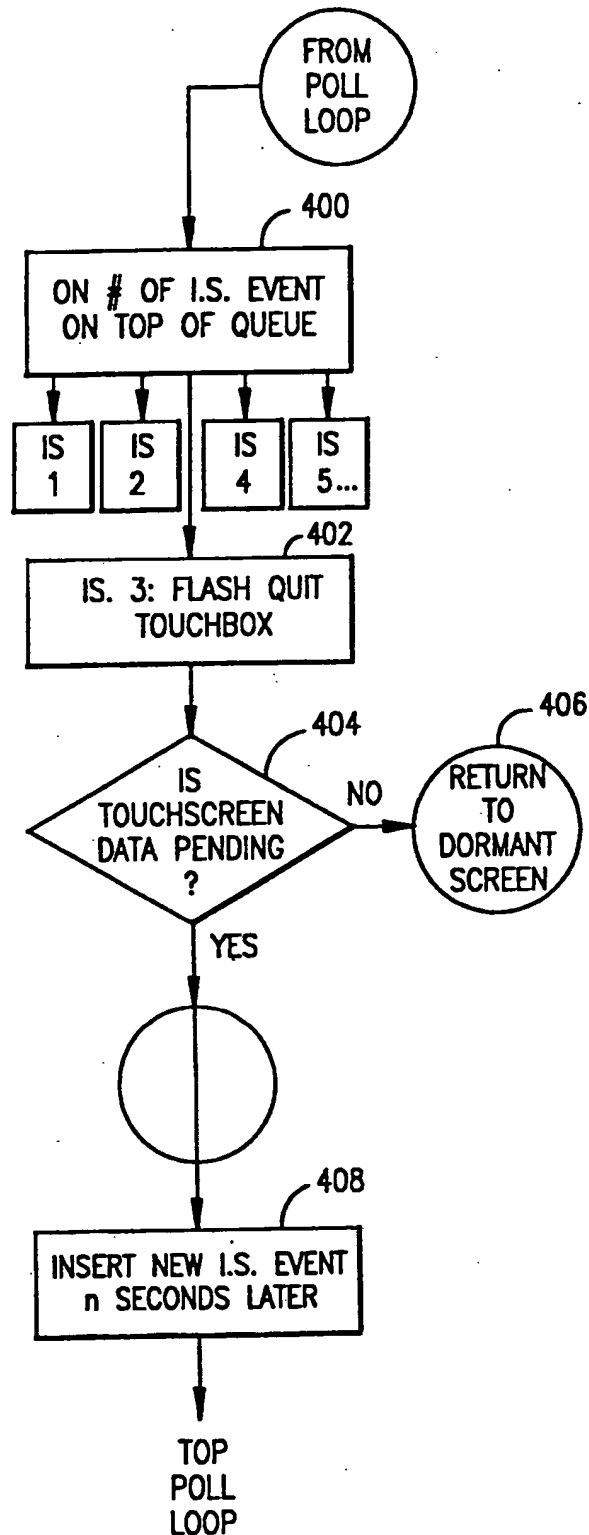 FROM
POLL
LOOP
400
ON # OF I.S. EVENT
ON TOP OF QUEUE
IS
1
IS
2
IS
4
IS
5...
402
IS. 3: FLASH QUIT
TOUCHBOX
404
IS
TOUCHSCREEN
DATA PENDING
?
NO
406
RETURN
TO
DORMANT
SCREEN
YES
408
INSERT NEW I.S. EVENT
n SECONDS LATER
TOP
POLL
LOOP